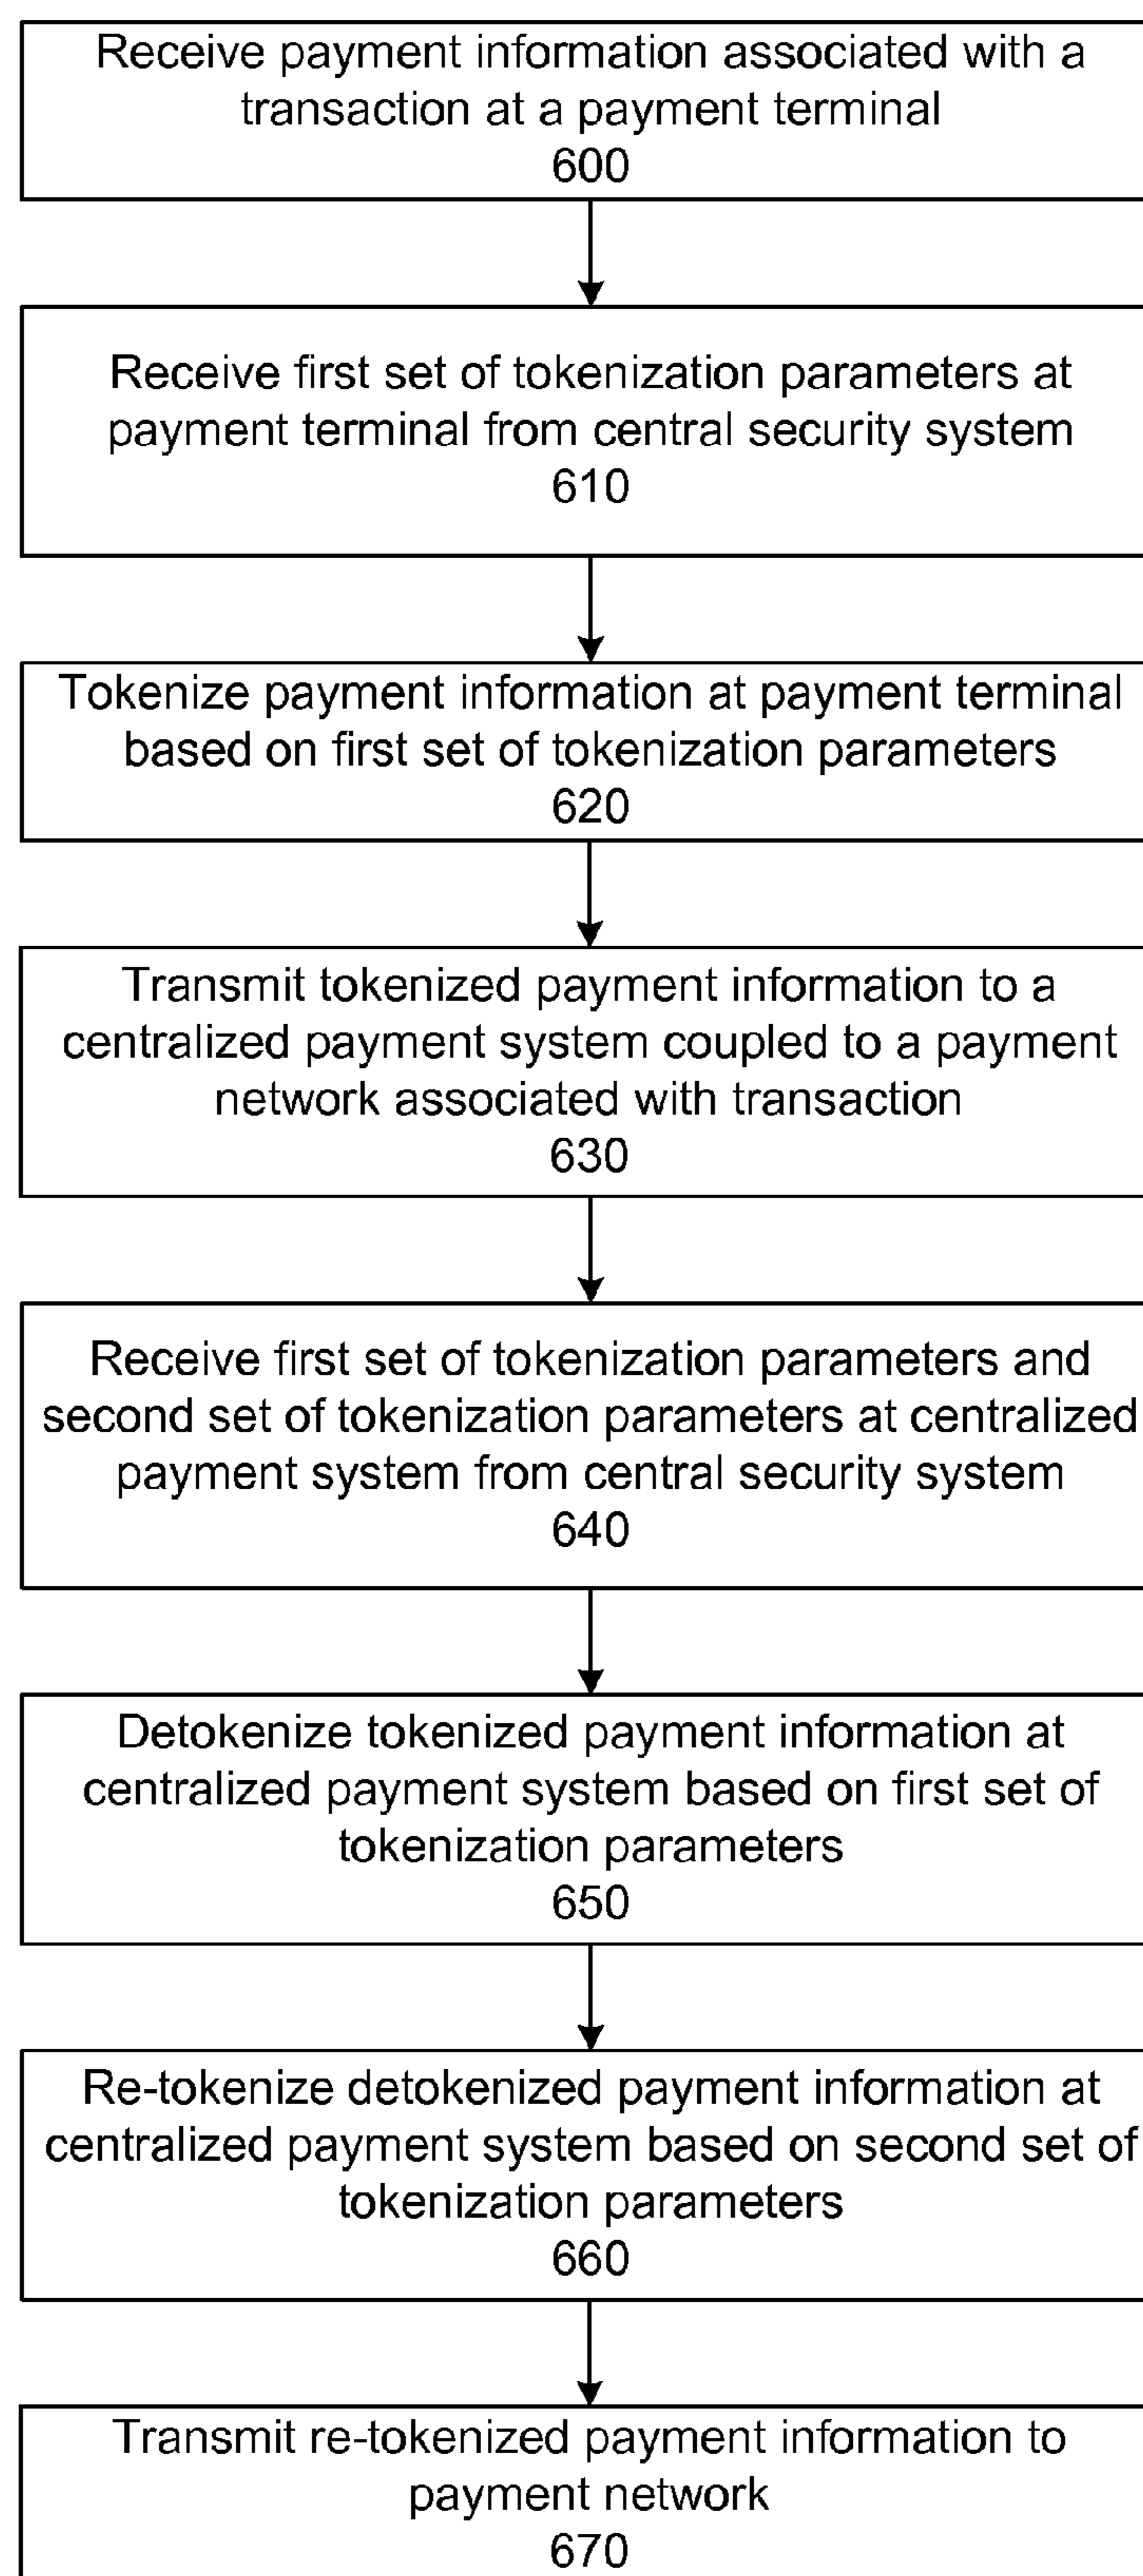 Receive payment information associated with a
transaction at a payment terminal
600
Receive first set of tokenization parameters at
payment terminal from central security system
610
Tokenize payment information at payment terminal
based on first set of tokenization parameters
620
Transmit tokenized payment information to a
centralized payment system coupled to a payment
network associated with transaction
630
Receive first set of tokenization parameters and
second set of tokenization parameters at centralized
payment system from central security system
640
Detokenize tokenized payment information at
centralized payment system based on first set of
tokenization parameters
650
Re-tokenize detokenized payment information at
centralized payment system based on second set of
tokenization parameters
660
Transmit re-tokenized payment information to
payment network
670